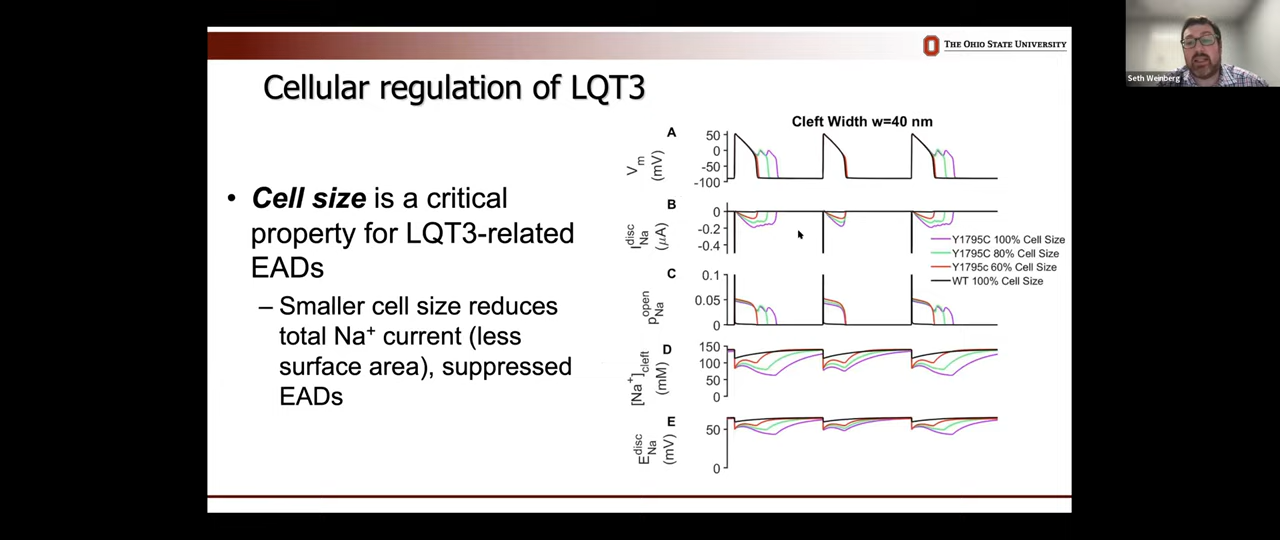 THE OHIO STATE UNIVERSITY
Seth Weinberg
Cellular regulation of LQT3
• Cell size is a critical
property for LQT3-related
EADs
– Smaller cell size reduces
total Na+ current (less
surface area), suppressed
EADs
Cleft Width w=40 nm
A
Vm
(mV)
50
0
-50
-100
B
INa disc
(μA)
0
-0.2
-0.4
Y1795C 100% Cell Size
Y1795C 80% Cell Size
Y1795c 60% Cell Size
WT 100% Cell Size
C
pNa open
0.1
0.05
0
D
[Na+]cleft
(mM)
150
100
50
0
E
ENa disc
(mV)
50
0